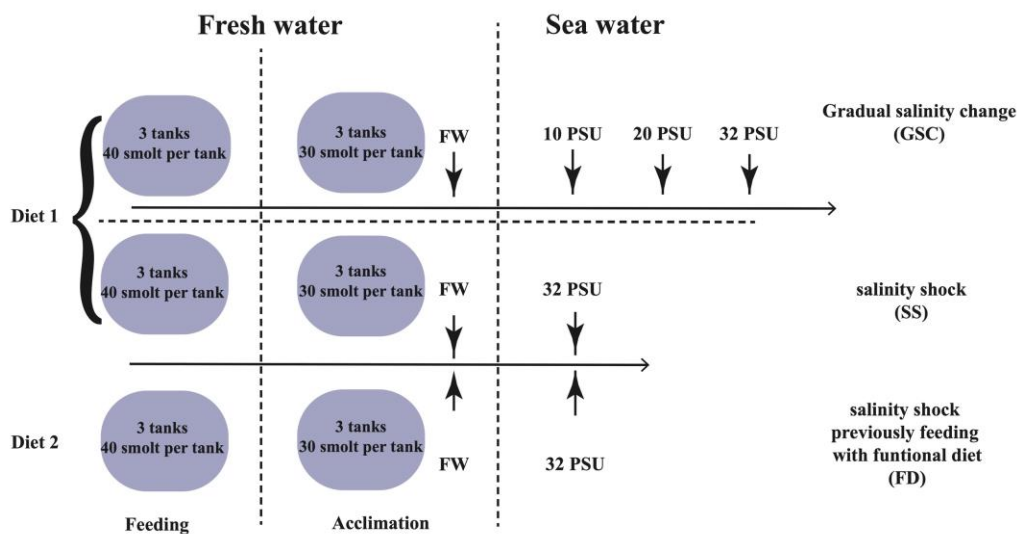 Fresh water
Sea water
3 tanks
40 smolt per tank
3 tanks
30 smolt per tank
FW
10 PSU
20 PSU
32 PSU
Gradual salinity change
(GSC)
Diet 1
3 tanks
40 smolt per tank
3 tanks
30 smolt per tank
FW
32 PSU
salinity shock
(SS)
Diet 2
3 tanks
40 smolt per tank
3 tanks
30 smolt per tank
FW
32 PSU
salinity shock
previously feeding
with funtional diet
(FD)
Feeding
Acclimation